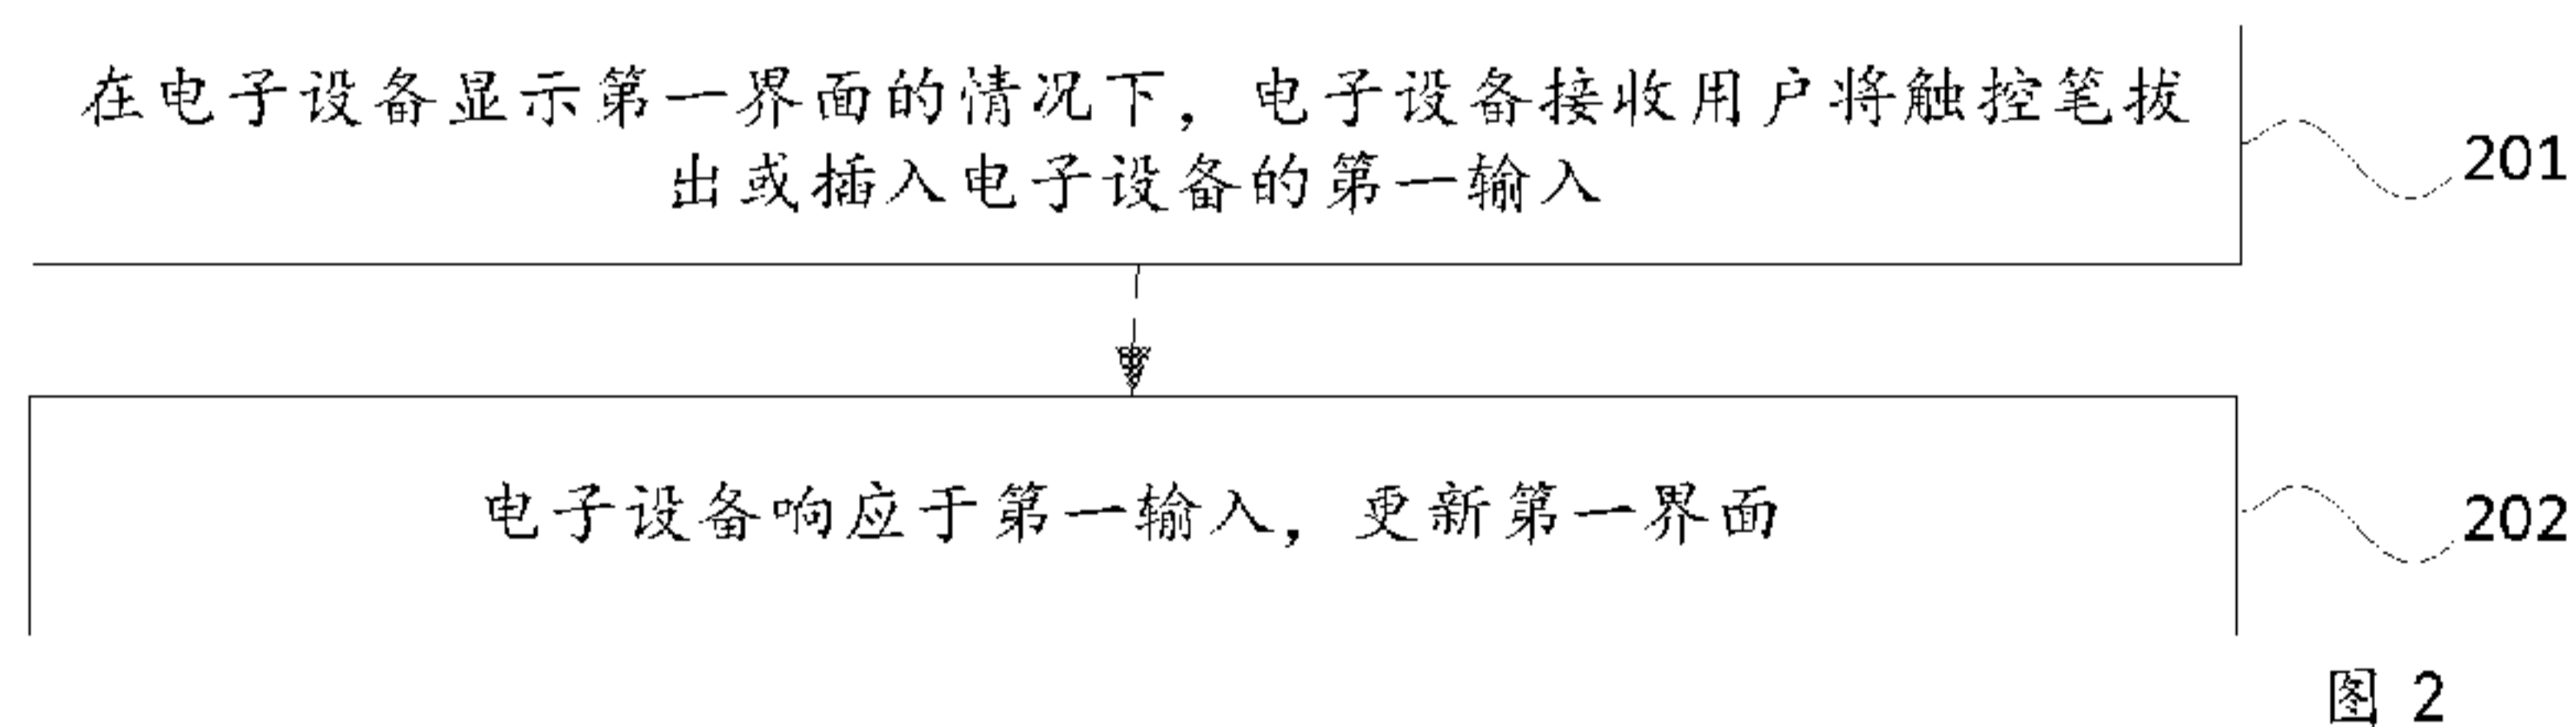 在电子设备显示第一界面的情况下，电子设备接收用户将触控笔拔
出或插入电子设备的第一输入
201
电子设备响应于第一输入，更新第一界面
202
图 2